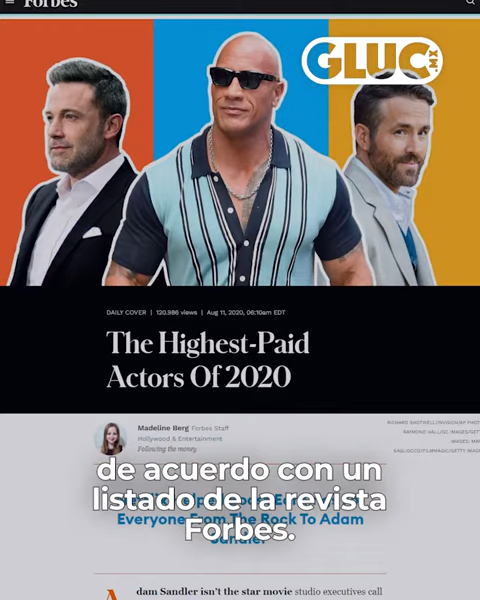 Forbes
GLUC.MX
DAILY COVER | 120,986 views | Aug 11, 2020, 06:10am EDT
The Highest-Paid
Actors Of 2020
Madeline Berg Forbes Staff
Hollywood & Entertainment
Following the money
de acuerdo con un
listado de la revista
Everyone From The Rock To Adam
Forbes.
Adam Sandler isn't the star movie studio executives call